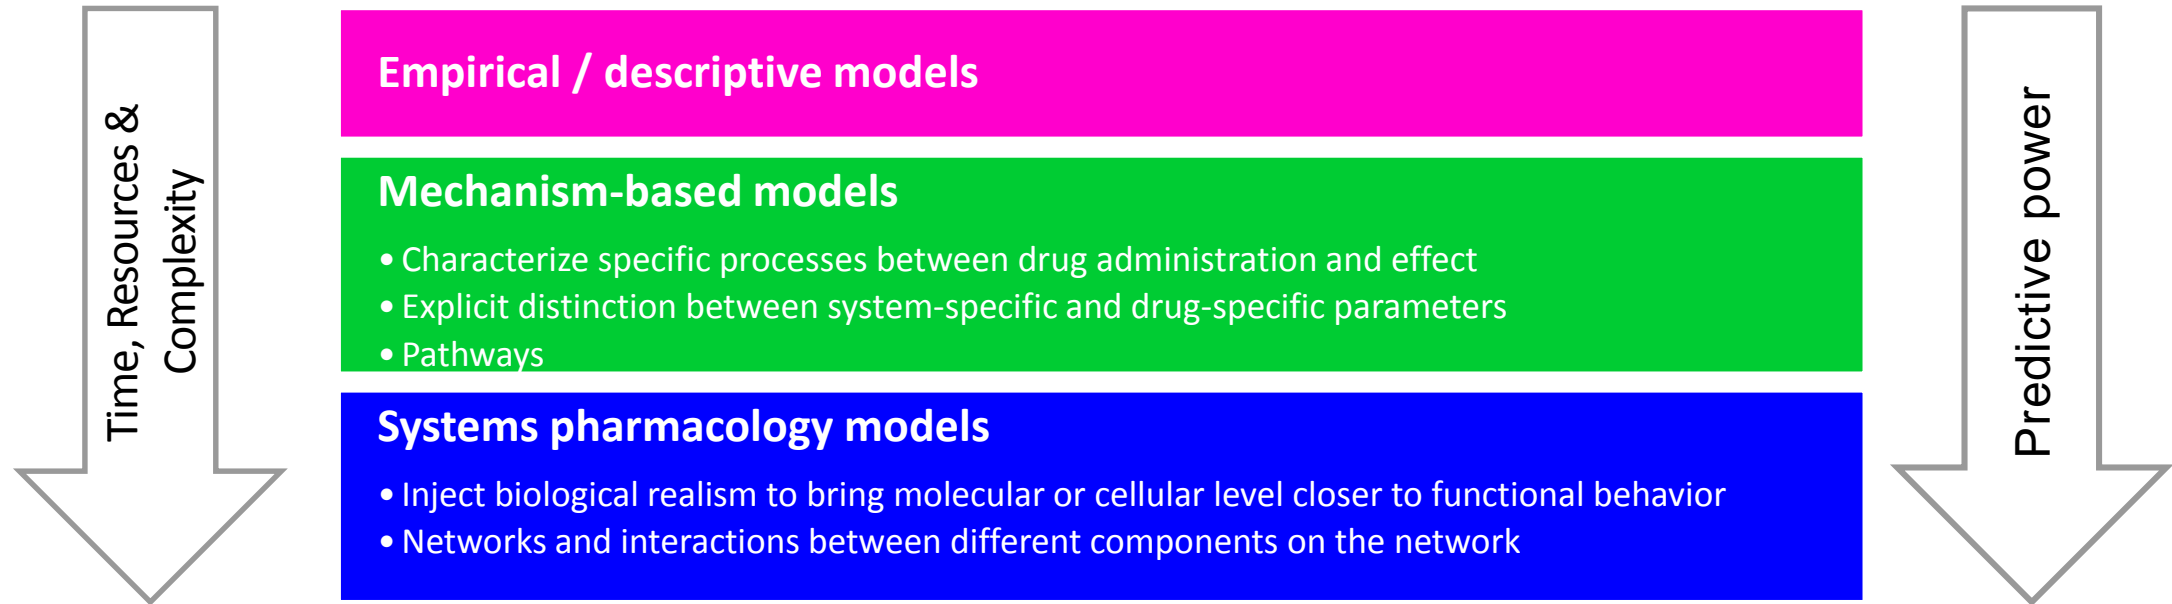 Time, Resources &
Complexity
Empirical / descriptive models
Mechanism-based models
• Characterize specific processes between drug administration and effect
• Explicit distinction between system-specific and drug-specific parameters
• Pathways
Systems pharmacology models
• Inject biological realism to bring molecular or cellular level closer to functional behavior
• Networks and interactions between different components on the network
Predictive power